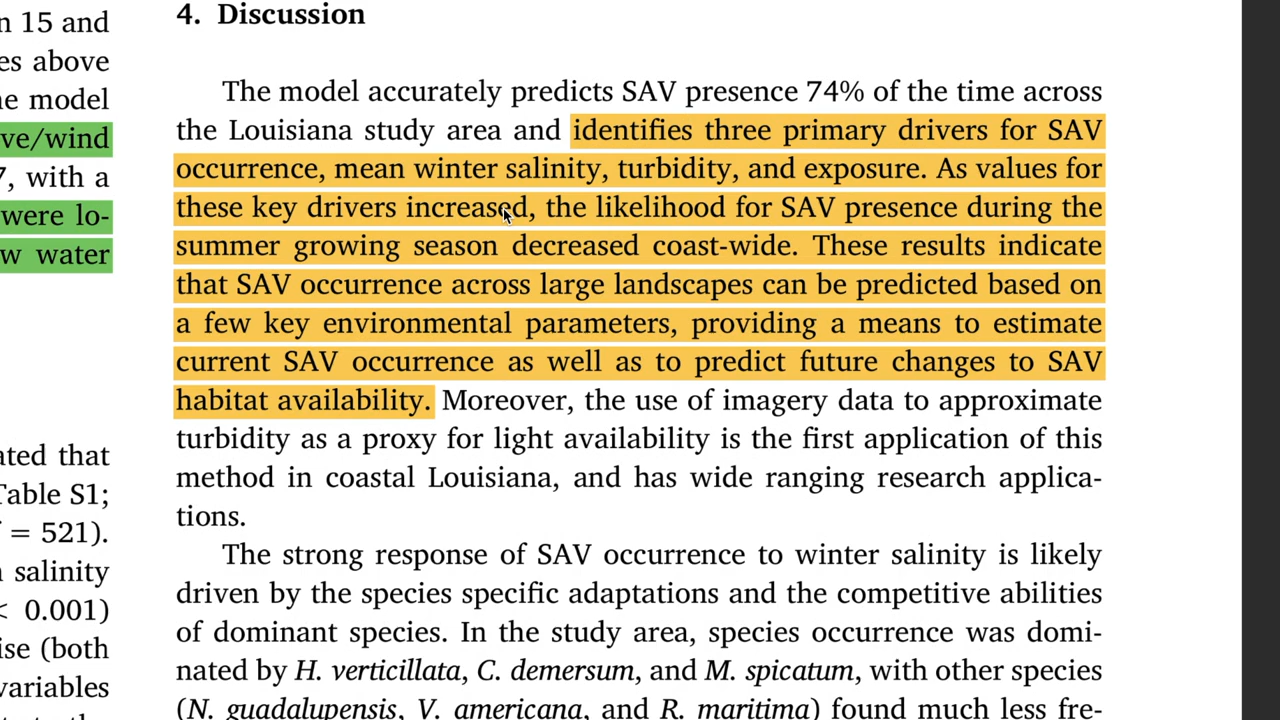 n 15 and
es above
ne model
ve/wind
7, with a
were lo-
w water
ated that
Table S1;
= 521).
salinity
< 0.001)
ise (both
variables
4. Discussion
The model accurately predicts SAV presence 74% of the time across
the Louisiana study area and identifies three primary drivers for SAV
occurrence, mean winter salinity, turbidity, and exposure. As values for
these key drivers increased, the likelihood for SAV presence during the
summer growing season decreased coast-wide. These results indicate
that SAV occurrence across large landscapes can be predicted based on
a few key environmental parameters, providing a means to estimate
current SAV occurrence as well as to predict future changes to SAV
habitat availability. Moreover, the use of imagery data to approximate
turbidity as a proxy for light availability is the first application of this
method in coastal Louisiana, and has wide ranging research applica-
tions.
The strong response of SAV occurrence to winter salinity is likely
driven by the species specific adaptations and the competitive abilities
of dominant species. In the study area, species occurrence was domi-
nated by H. verticillata, C. demersum, and M. spicatum, with other species
(N. guadalupensis, V. americana, and R. maritima) found much less fre-